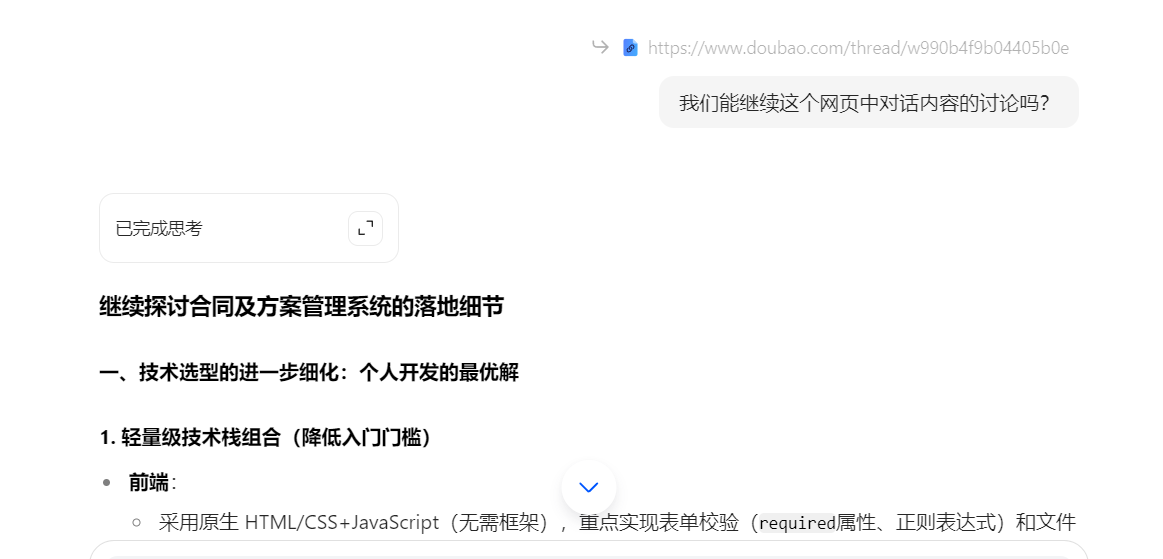 https://www.doubao.com/thread/w990b4f9b04405b0e
我们能继续这个网页中对话内容的讨论吗？
已完成思考
继续探讨合同及方案管理系统的落地细节
一、技术选型的进一步细化：个人开发的最优解
1. 轻量级技术栈组合（降低入门门槛）
前端：
采用原生 HTML/CSS+JavaScript（无需框架），重点实现表单校验（required属性、正则表达式）和文件